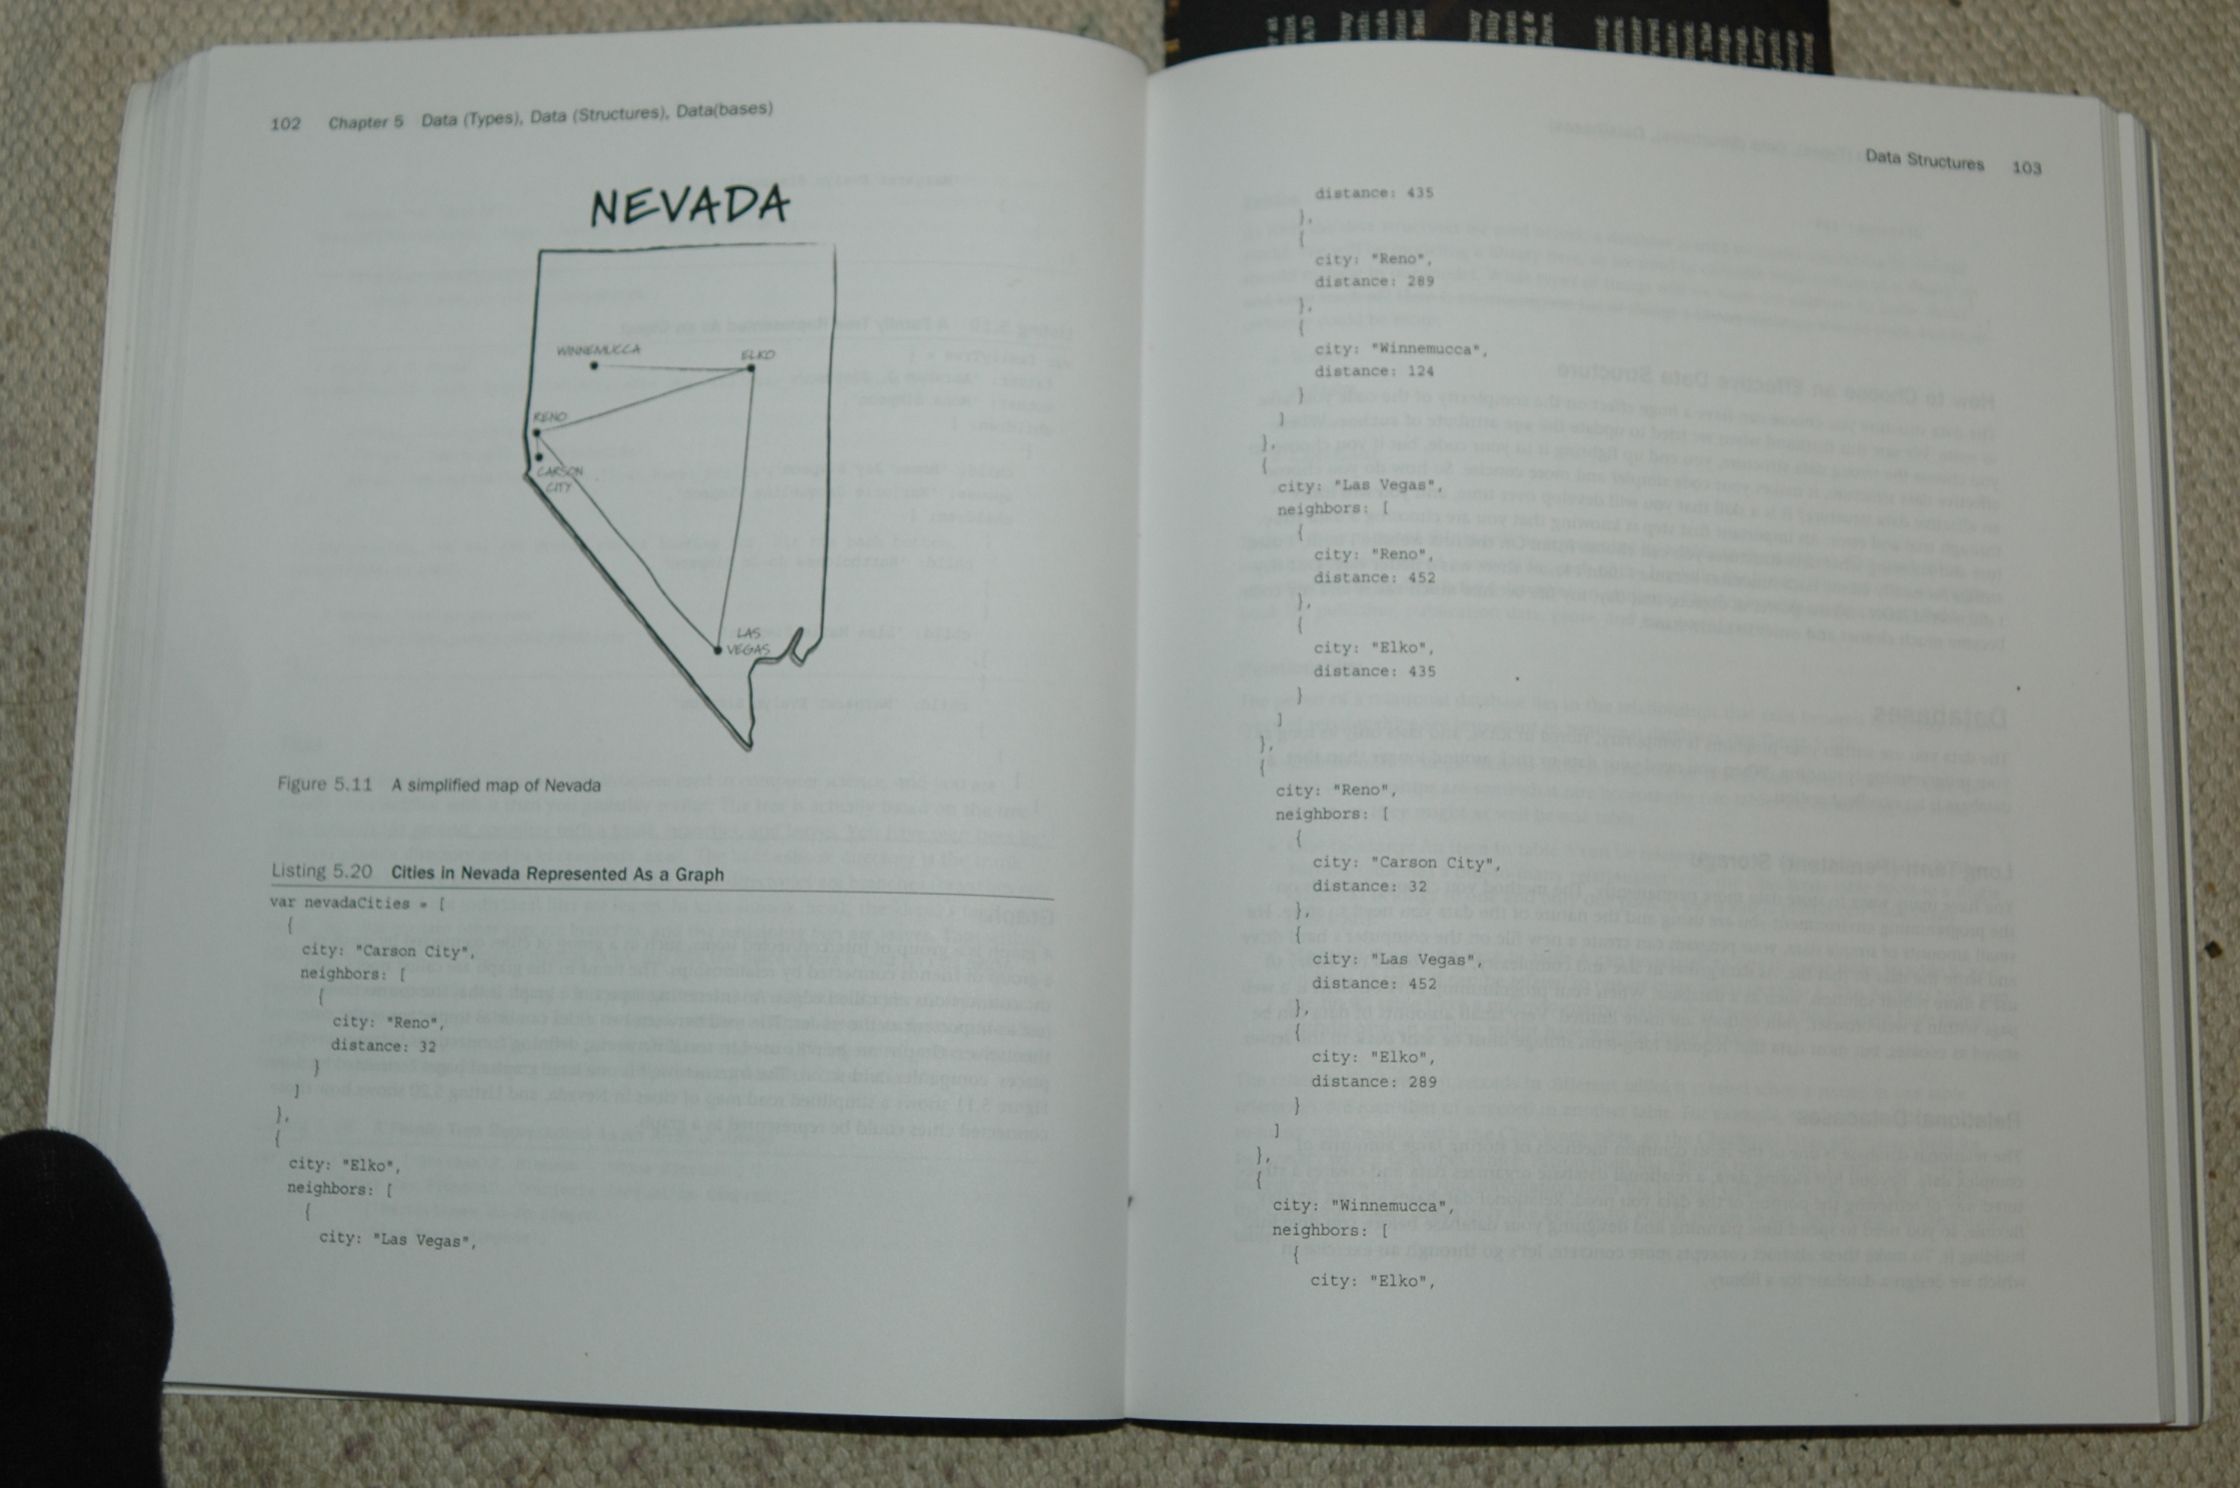 102 Chapter 5 Data (Types), Data (Structures), Data(bases)
NEVADA
WINNEMUCCA
ELKO
RENO
CARSON
CITY
LAS
VEGAS
Figure 5.11 A simplified map of Nevada
Listing 5.20 Cities in Nevada Represented As a Graph
var nevadaCities = [
{
city: "Carson City",
neighbors: [
{
city: "Reno",
distance: 32
}
]
},
{
city: "Elko",
neighbors: [
{
city: "Las Vegas",
Data Structures 103
distance: 435
},
{
city: "Reno",
distance: 289
},
{
city: "Winnemucca",
distance: 124
}
]
},
{
city: "Las Vegas",
neighbors: [
{
city: "Reno",
distance: 452
},
{
city: "Elko",
distance: 435
}
]
},
{
city: "Reno",
neighbors: [
{
city: "Carson City",
distance: 32
},
{
city: "Las Vegas",
distance: 452
},
{
city: "Elko",
distance: 289
}
]
},
{
city: "Winnemucca",
neighbors: [
{
city: "Elko",